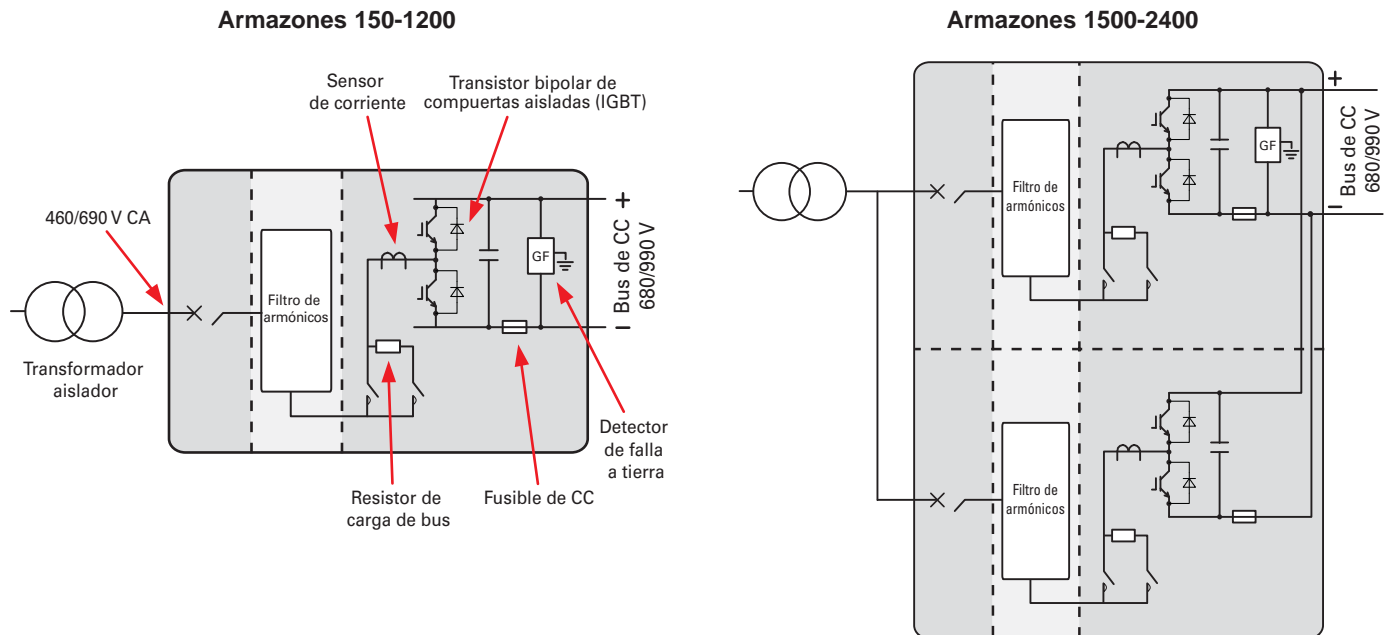 Armazones 150-1200
Sensor
de corriente
Transistor bipolar de
compuertas aisladas (IGBT)
460/690 V CA
Filtro de
armónicos
GF
+
Bus de CC
680/990 V
–
Transformador
aislador
Resistor de
carga de bus
Fusible de CC
Detector
de falla
a tierra
Armazones 1500-2400
Filtro de
armónicos
GF
+
Bus de CC
680/990 V
–
Filtro de
armónicos